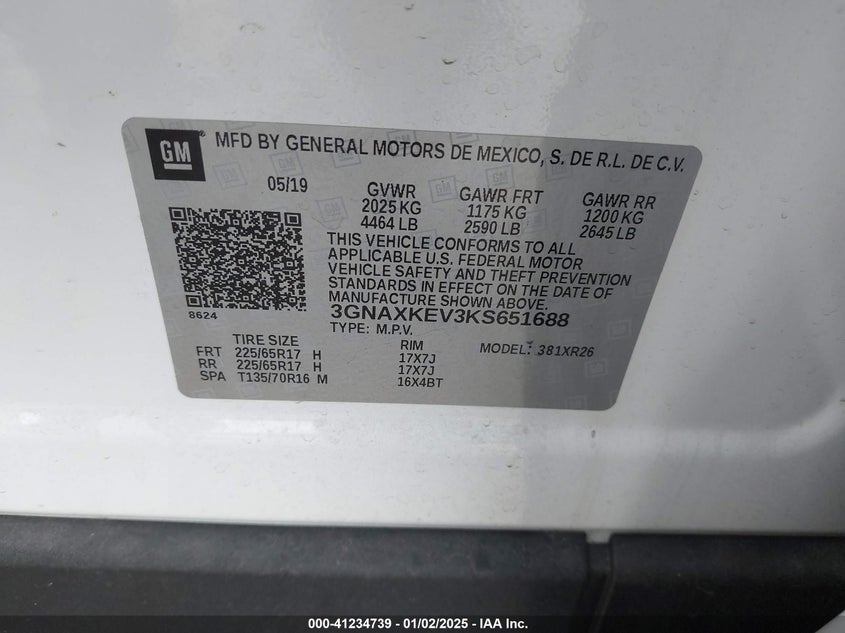 GM
MFD BY GENERAL MOTORS DE MEXICO, S. DE R.L. DE C.V.
05/19 GVWR GAWR FRT GAWR RR
2025 KG 1175 KG 1200 KG
4464 LB 2590 LB 2645 LB
THIS VEHICLE CONFORMS TO ALL
APPLICABLE U.S. FEDERAL MOTOR
VEHICLE SAFETY AND THEFT PREVENTION
STANDARDS IN EFFECT ON THE DATE OF
MANUFACTURE SHOWN ABOVE.
8624 3GNAXKEV3KS651688
TYPE: M.P.V.
TIRE SIZE RIM MODEL: 381XR26
FRT 225/65R17 H 17X7J
RR 225/65R17 H 17X7J
SPA T135/70R16 M 16X4BT
000-41234739 - 01/02/2025 - IAA Holdings, LLC.